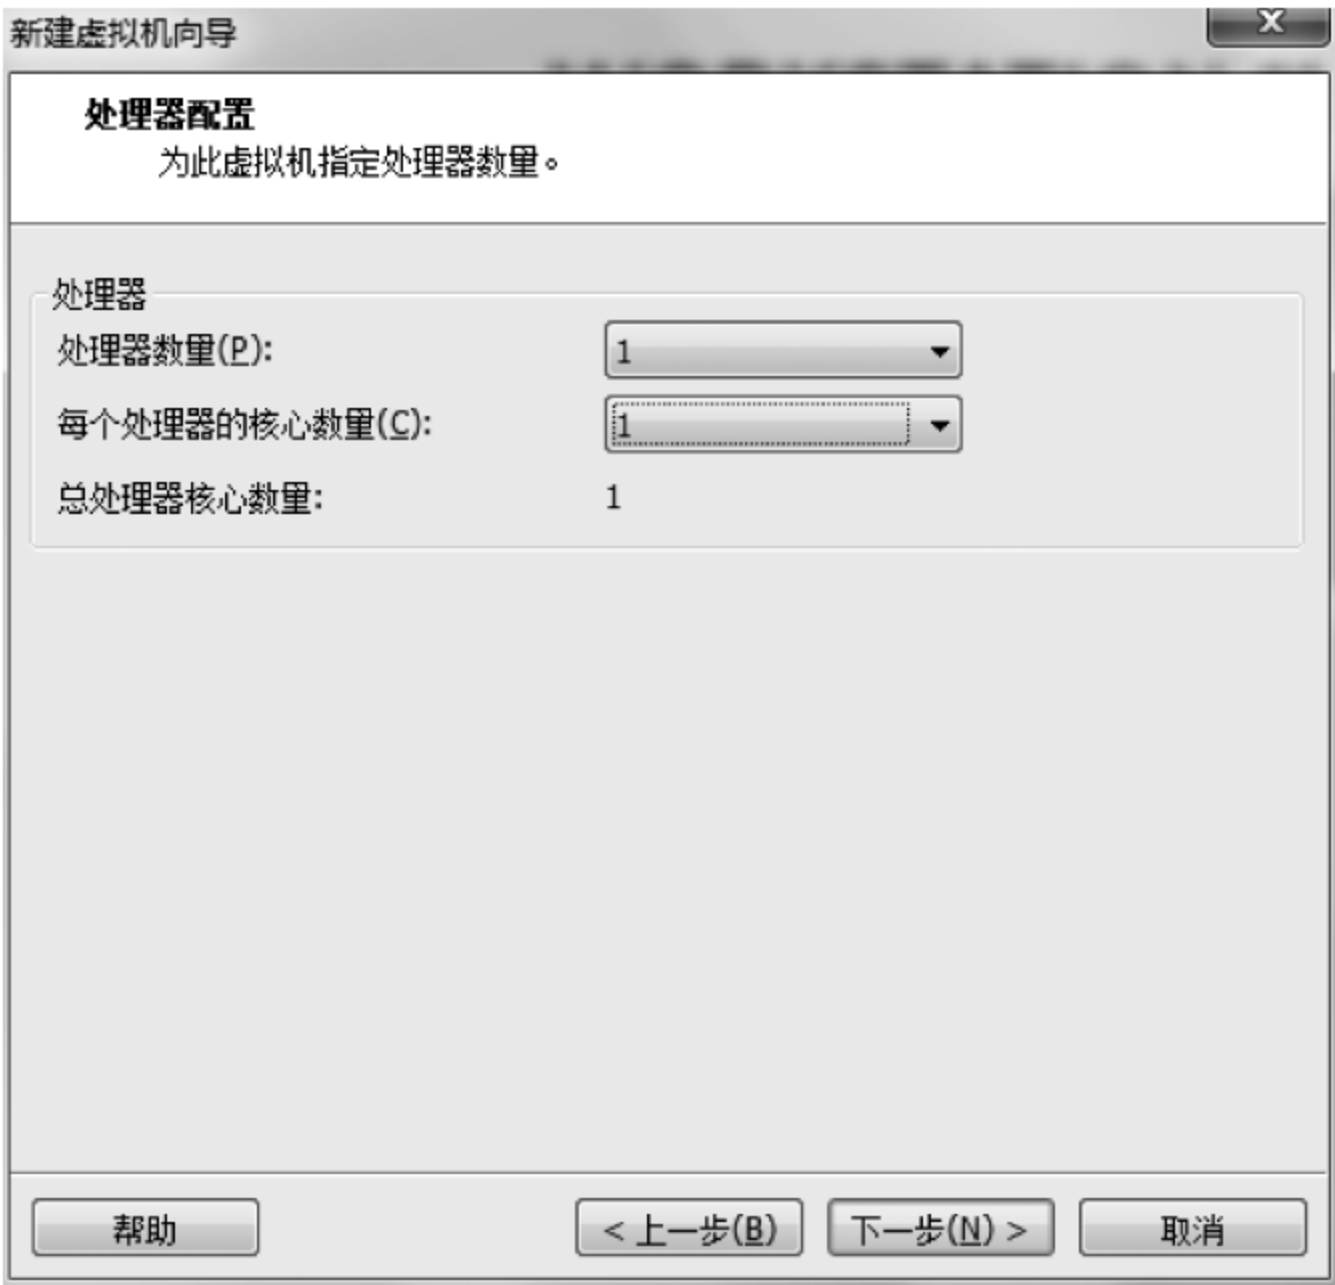 新建虚拟机向导
处理器配置
为此虚拟机指定处理器数量。
处理器
处理器数量(P): 1
每个处理器的核心数量(C): 1
总处理器核心数量: 1
帮助 < 上一步(B) 下一步(N) > 取消